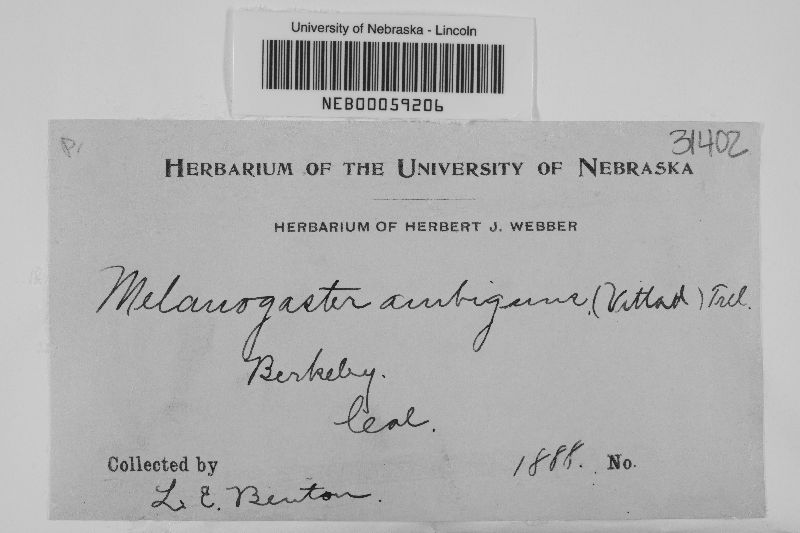 University of Nebraska - Lincoln
NEB00059206
P.
31402
HERBARIUM OF THE UNIVERSITY OF NEBRASKA
HERBARIUM OF HERBERT J. WEBBER
Melanogaster ambiguus, (Vittad) Trel.
Berkeley.
Cal.
Collected by
1888. No.
L. E. Benton.